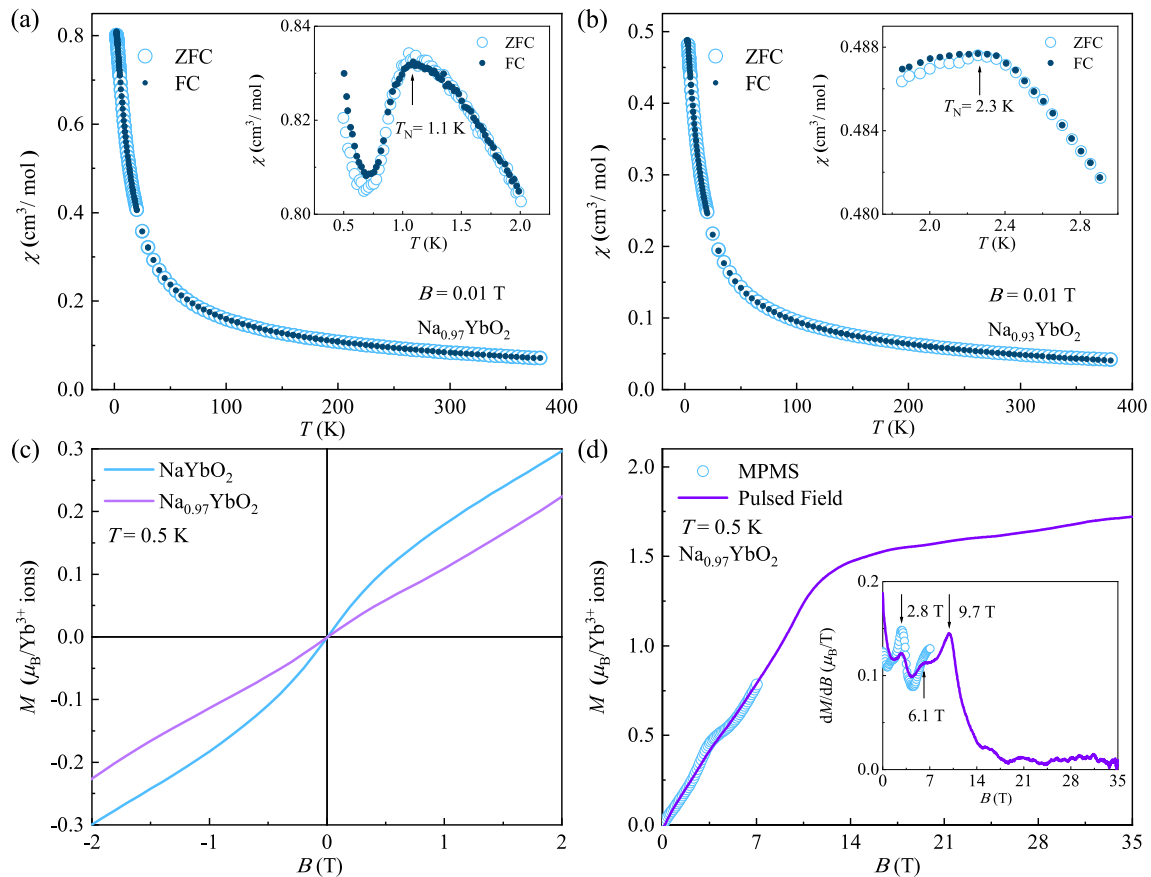 (a)
0.8
0.6
0.4
0.2
0.0
χ (cm³/ mol)
ZFC
FC
0.84
0.82
0.80
χ (cm³/ mol)
ZFC
FC
T_N = 1.1 K
0.5 1.0 1.5 2.0
T (K)
B = 0.01 T
Na₀.₉₇YbO₂
0 100 200 300 400
T (K)
(b)
0.5
0.4
0.3
0.2
0.1
0.0
χ (cm³/ mol)
ZFC
FC
0.488
0.484
0.480
χ (cm³/ mol)
ZFC
FC
T_N = 2.3 K
2.0 2.4 2.8
T (K)
B = 0.01 T
Na₀.₉₃YbO₂
0 100 200 300 400
T (K)
(c)
0.3
0.2
0.1
0.0
-0.1
-0.2
-0.3
M (μ_B/Yb³⁺ ions)
NaYbO₂
Na₀.₉₇YbO₂
T = 0.5 K
-2 -1 0 1 2
B (T)
(d)
2.0
1.5
1.0
0.5
0.0
M (μ_B/Yb³⁺ ions)
MPMS
Pulsed Field
T = 0.5 K
Na₀.₉₇YbO₂
0.2
0.1
0.0
dM/dB (μ_B/T)
2.8 T
9.7 T
6.1 T
0 7 14 21 28 35
B (T)
0 7 14 21 28 35
B (T)